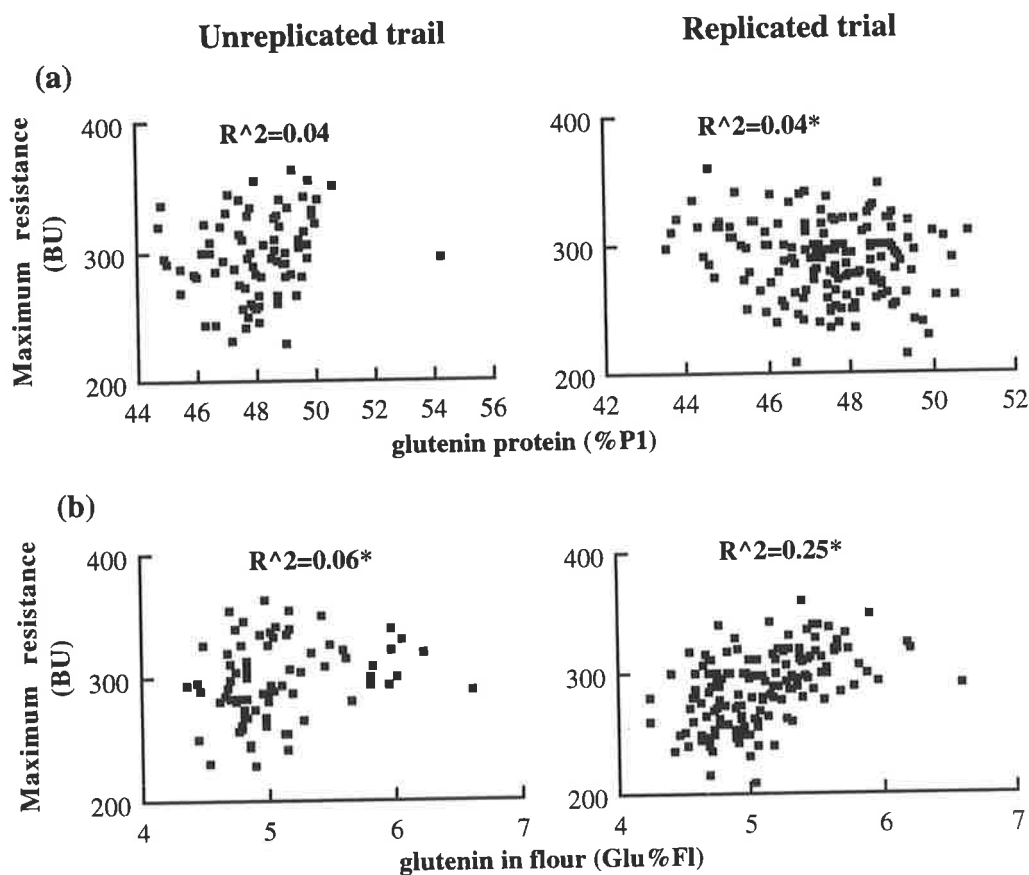 Unreplicated trail Replicated trial
(a)
Maximum resistance
(BU)
400
300
200
R^2=0.04
44 46 48 50 52 54 56
400
300
200
R^2=0.04*
42 44 46 48 50 52
glutenin protein (%P1)
(b)
Maximum resistance
(BU)
400
300
200
R^2=0.06*
4 5 6 7
400
300
200
R^2=0.25*
4 5 6 7
glutenin in flour (Glu%Fl)